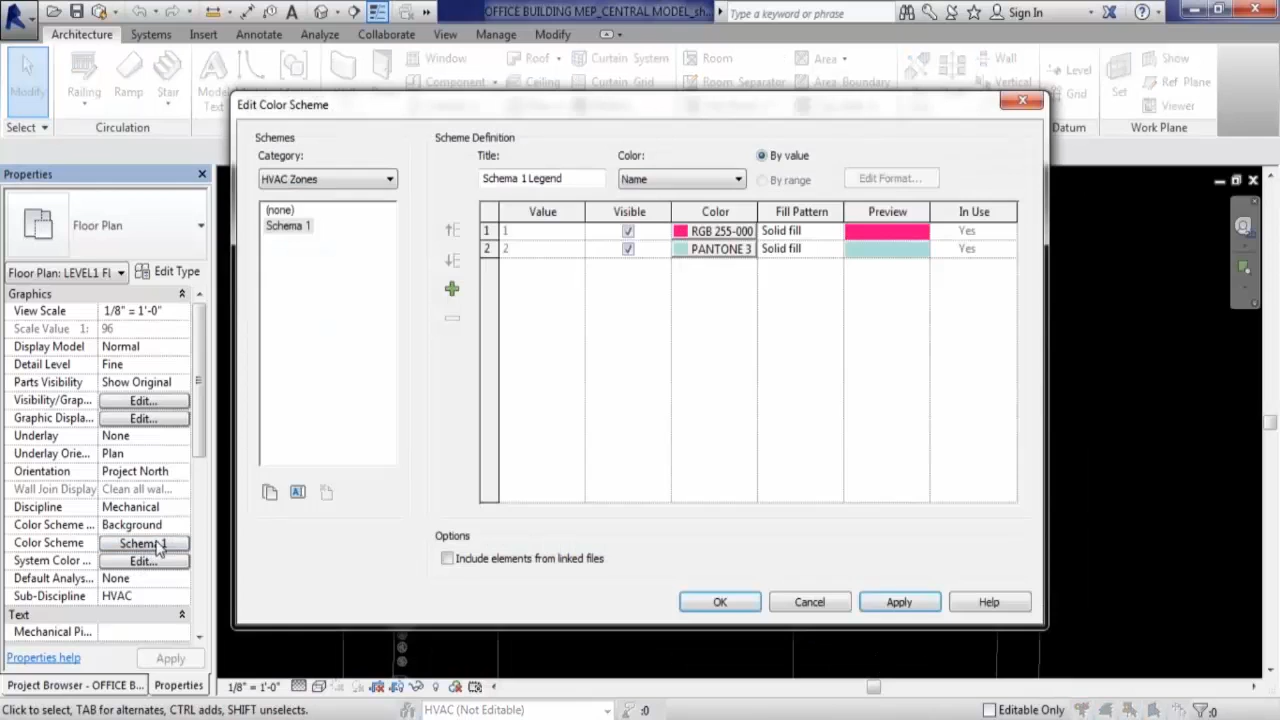 OFFICE BUILDING MEP_CENTRAL MODEL_sh...
Type a keyword or phrase
Sign In
Architecture Systems Insert Annotate Analyze Collaborate View Manage Modify
Modify
Railing
Ramp
Stair
Model
Text
Window
Component
Roof
Ceiling
Curtain System
Curtain Grid
Room
Room Separator
Area
Area Boundary
Wall
Vertical
Level
Grid
Set
Show
Ref Plane
Viewer
Select
Circulation
Datum
Work Plane
Properties
Floor Plan
Floor Plan: LEVEL1 Fl
Edit Type
Graphics
View Scale 1/8" = 1'-0"
Scale Value 1: 96
Display Model Normal
Detail Level Fine
Parts Visibility Show Original
Visibility/Grap... Edit...
Graphic Displa... Edit...
Underlay None
Underlay Orie... Plan
Orientation Project North
Wall Join Display Clean all wal...
Discipline Mechanical
Color Scheme ... Background
Color Scheme Schema 1
System Color ... Edit...
Default Analys... None
Sub-Discipline HVAC
Text
Mechanical Pi...
Properties help
Apply
Project Browser - OFFICE B...
Properties
Edit Color Scheme
Schemes
Category:
HVAC Zones
(none)
Schema 1
Scheme Definition
Title:
Schema 1 Legend
Color:
Name
By value
By range
Edit Format...
Value Visible Color Fill Pattern Preview In Use
1 1 RGB 255-000 Solid fill Yes
2 2 PANTONE 3 Solid fill Yes
Options
Include elements from linked files
OK
Cancel
Apply
Help
1/8" = 1'-0"
Click to select, TAB for alternates, CTRL adds, SHIFT unselects.
HVAC (Not Editable)
:0
Editable Only
:0